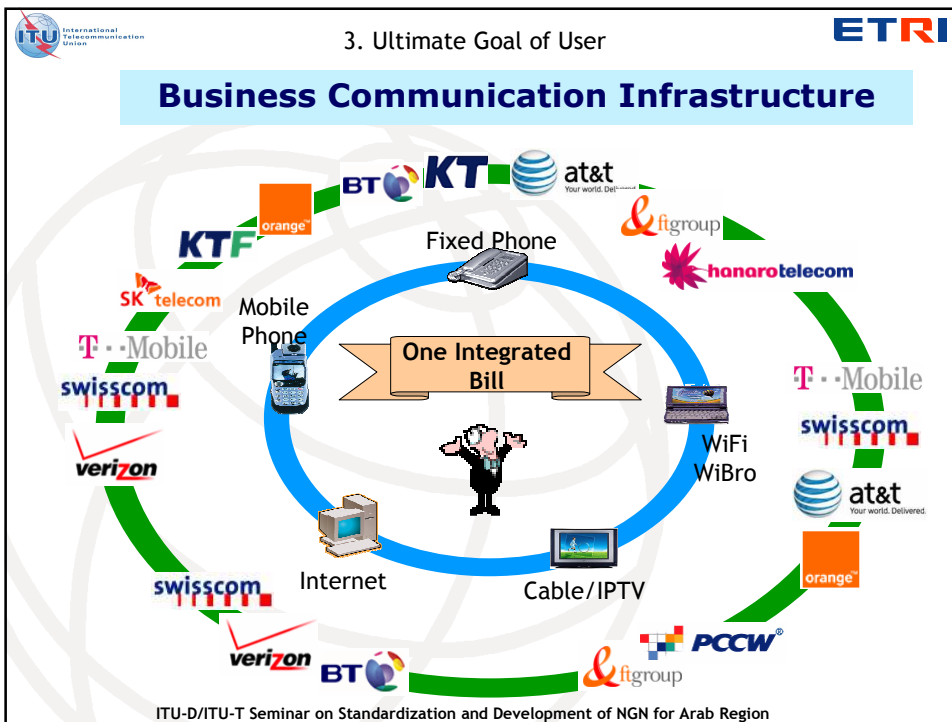 ITU International
Telecommunication
Union
3. Ultimate Goal of User
ETRI
Business Communication Infrastructure
BT
KT
at&t
Your world. Delivered
orange™
ftgroup
KTF
Fixed Phone
hanarotelecom
SK telecom
Mobile
Phone
T··Mobile
One Integrated
Bill
T··Mobile
swisscom
swisscom
WiFi
WiBro
verizon
at&t
Your world. Delivered.
orange™
Internet
Cable/IPTV
swisscom
verizon
BT
PCCW®
ftgroup
ITU-D/ITU-T Seminar on Standardization and Development of NGN for Arab Region